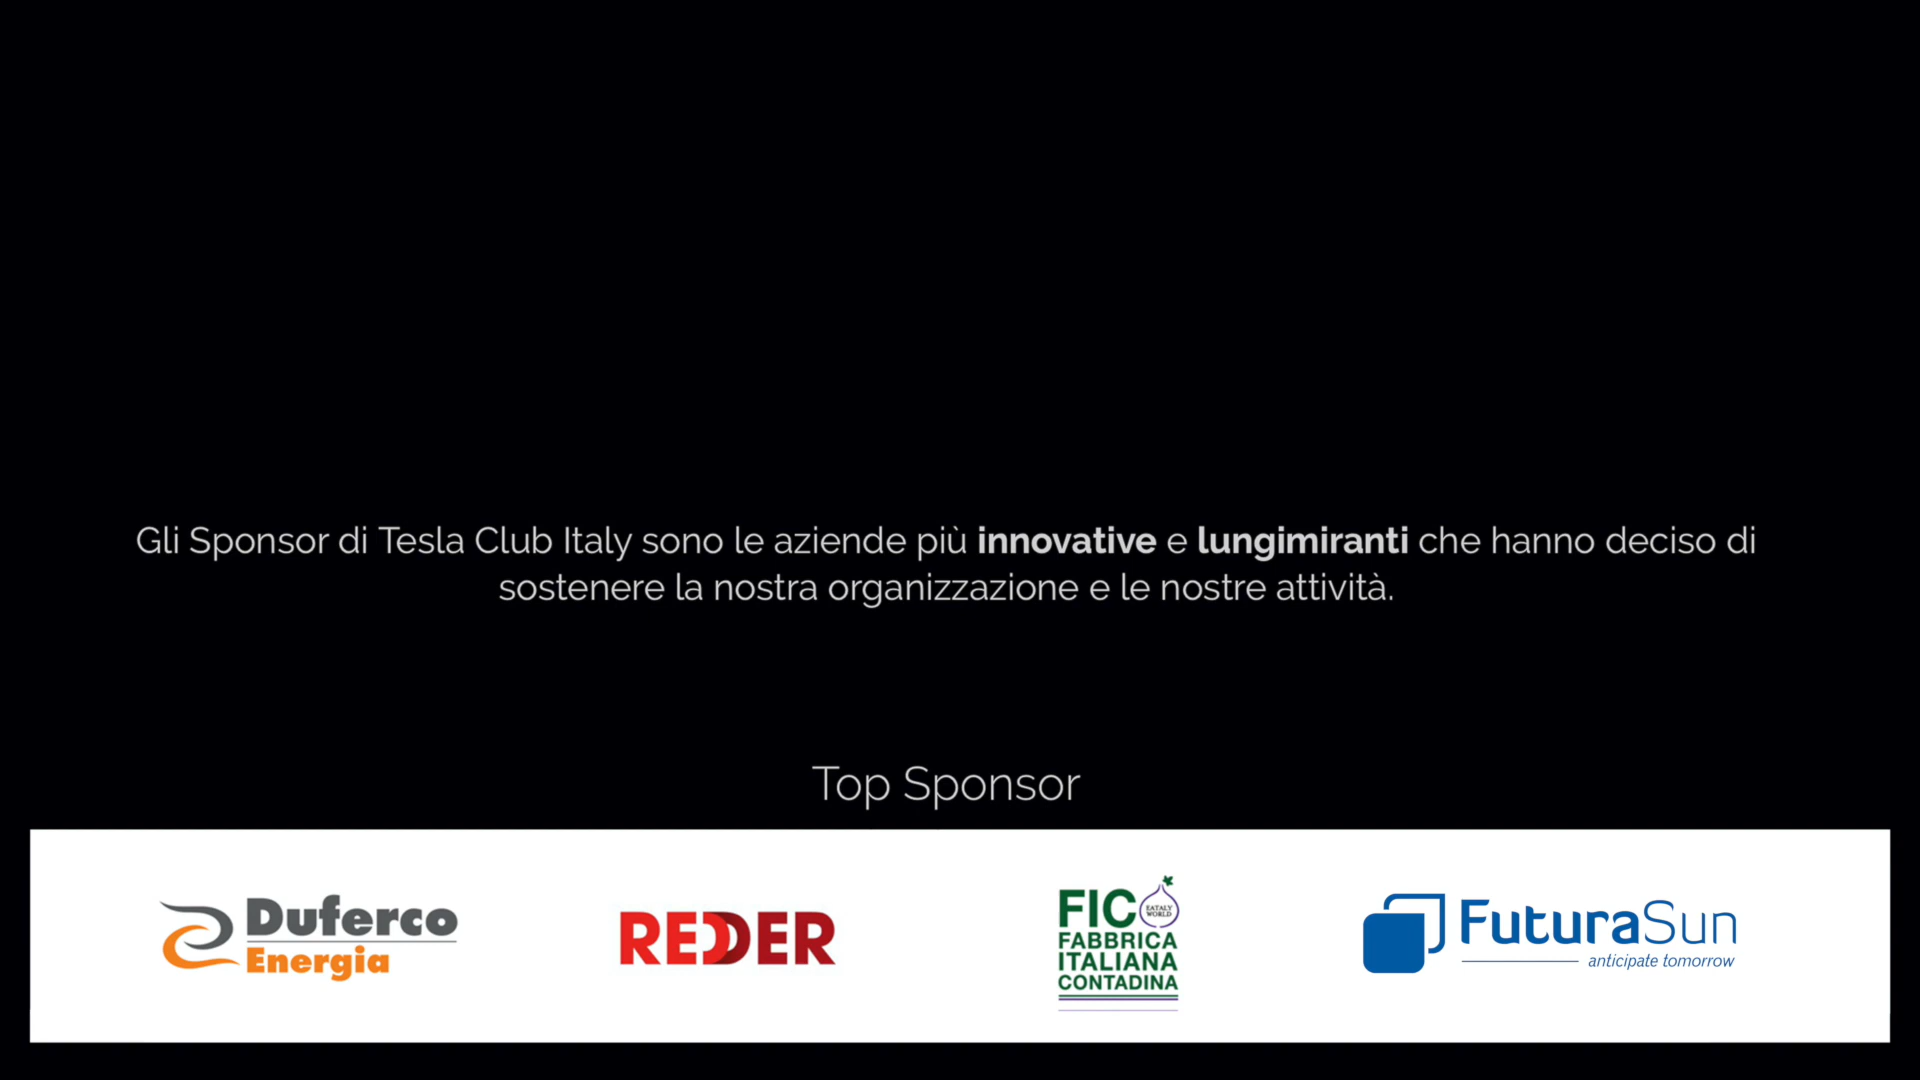 Gli Sponsor di Tesla Club Italy sono le aziende più innovative e lungimiranti che hanno deciso di
sostenere la nostra organizzazione e le nostre attività.
Top Sponsor
Duferco
Energia
REDER
FICO
EATALY
WORLD
FABBRICA
ITALIANA
CONTADINA
FuturaSun
anticipate tomorrow